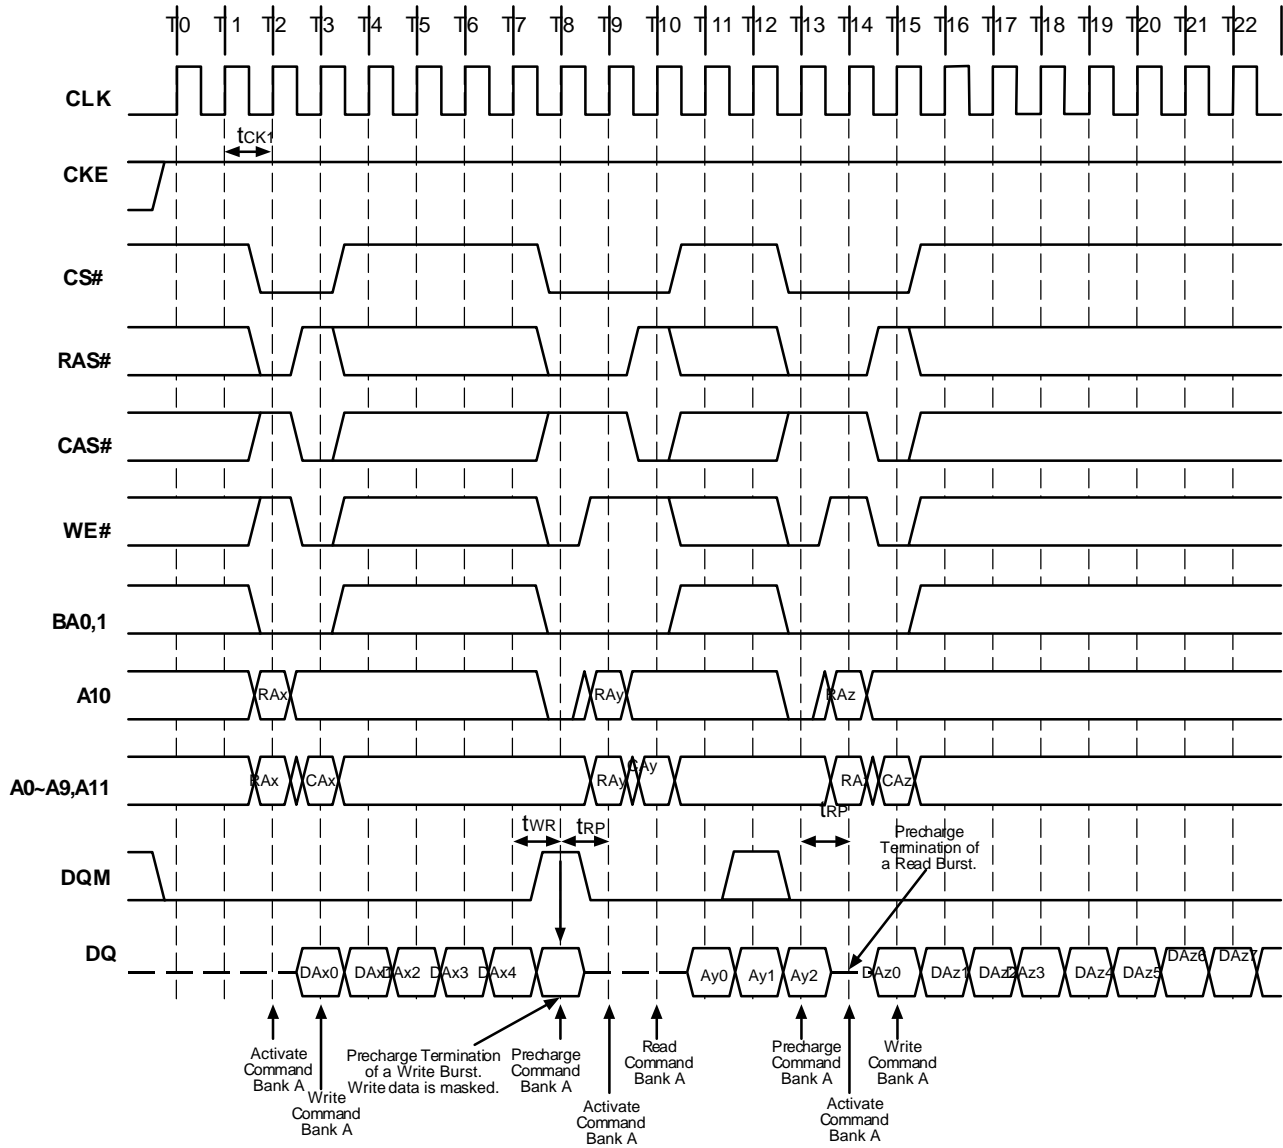 T0 T1 T2 T3 T4 T5 T6 T7 T8 T9 T10 T11 T12 T13 T14 T15 T16 T17 T18 T19 T20 T21 T22
CLK
tCK1
CKE
CS#
RAS#
CAS#
WE#
BA0,1
A10
RAx RAy RAz
A0~A9,A11
RAx CAx RAy CAy RAz CAz
tWR tRP tRP
Precharge
Termination of
a Read Burst.
DQM
DQ
DAx0 DAx1 DAx2 DAx3 DAx4 Ay0 Ay1 Ay2 DAz0 DAz1 DAz2 DAz3 DAz4 DAz5 DAz6 DAz7
Activate
Command
Bank A
Write
Command
Bank A
Precharge Termination
of a Write Burst.
Write data is masked.
Precharge
Command
Bank A
Activate
Command
Bank A
Read
Command
Bank A
Precharge
Command
Bank A
Activate
Command
Bank A
Write
Command
Bank A